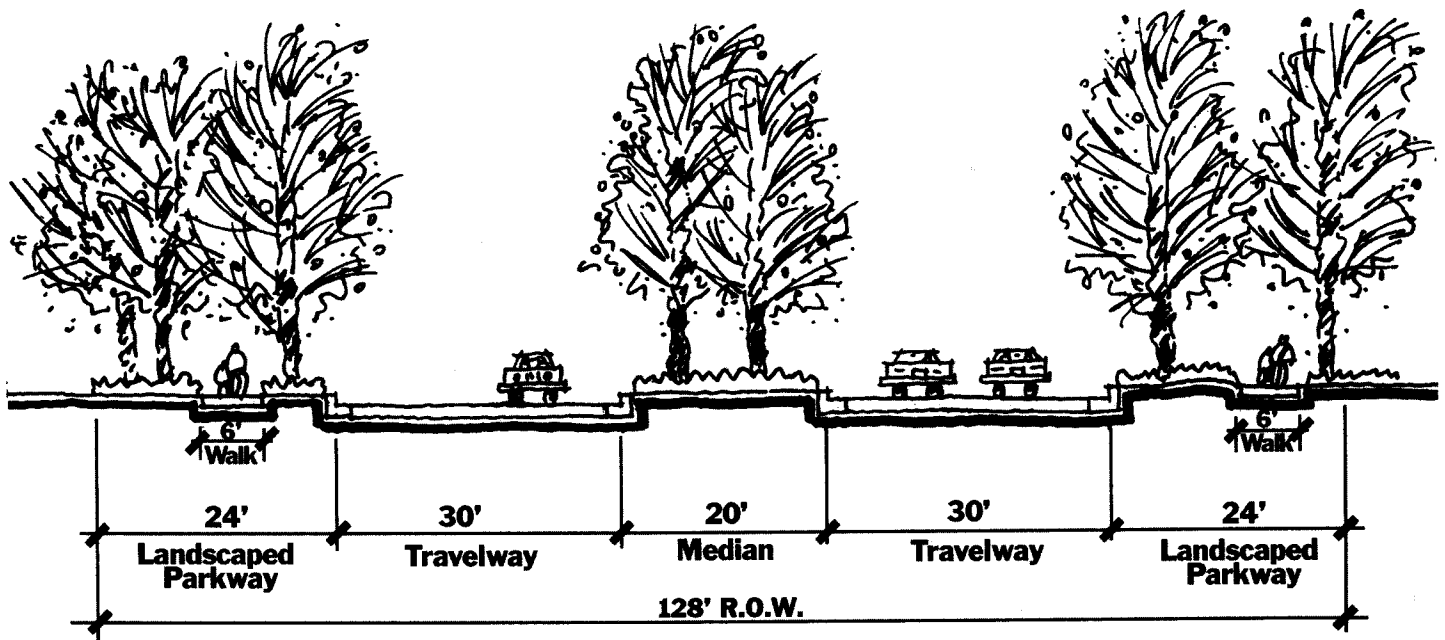 6'
Walk
6'
Walk
24'
30'
20'
30'
24'
Landscaped
Parkway
Travelway
Median
Travelway
Landscaped
Parkway
128' R.O.W.